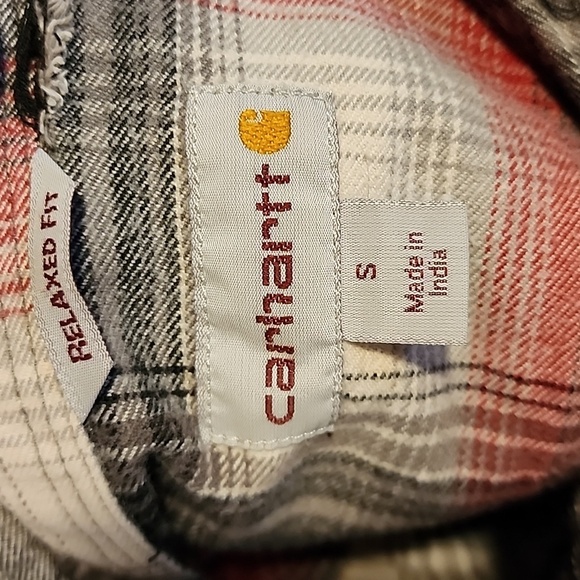 RELAXED FIT
carhartt
S
Made in
India